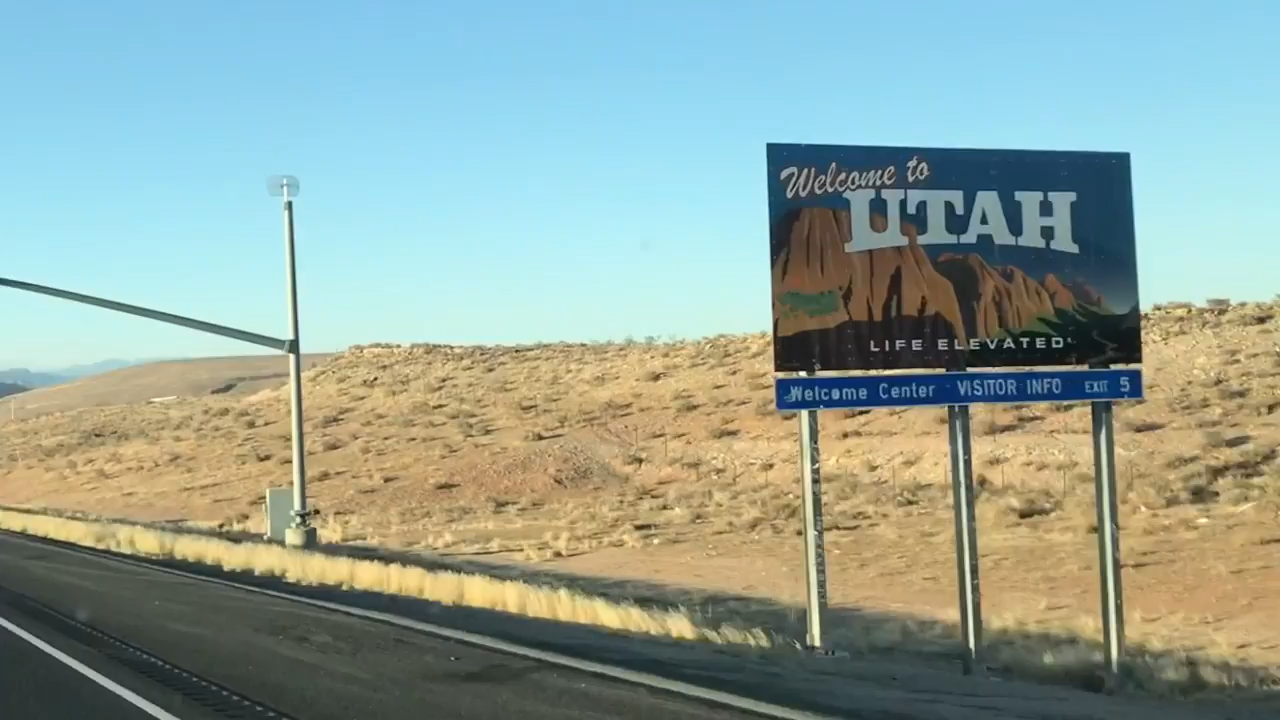 Welcome to
UTAH
LIFE ELEVATED
Welcome Center VISITOR INFO EXIT 5